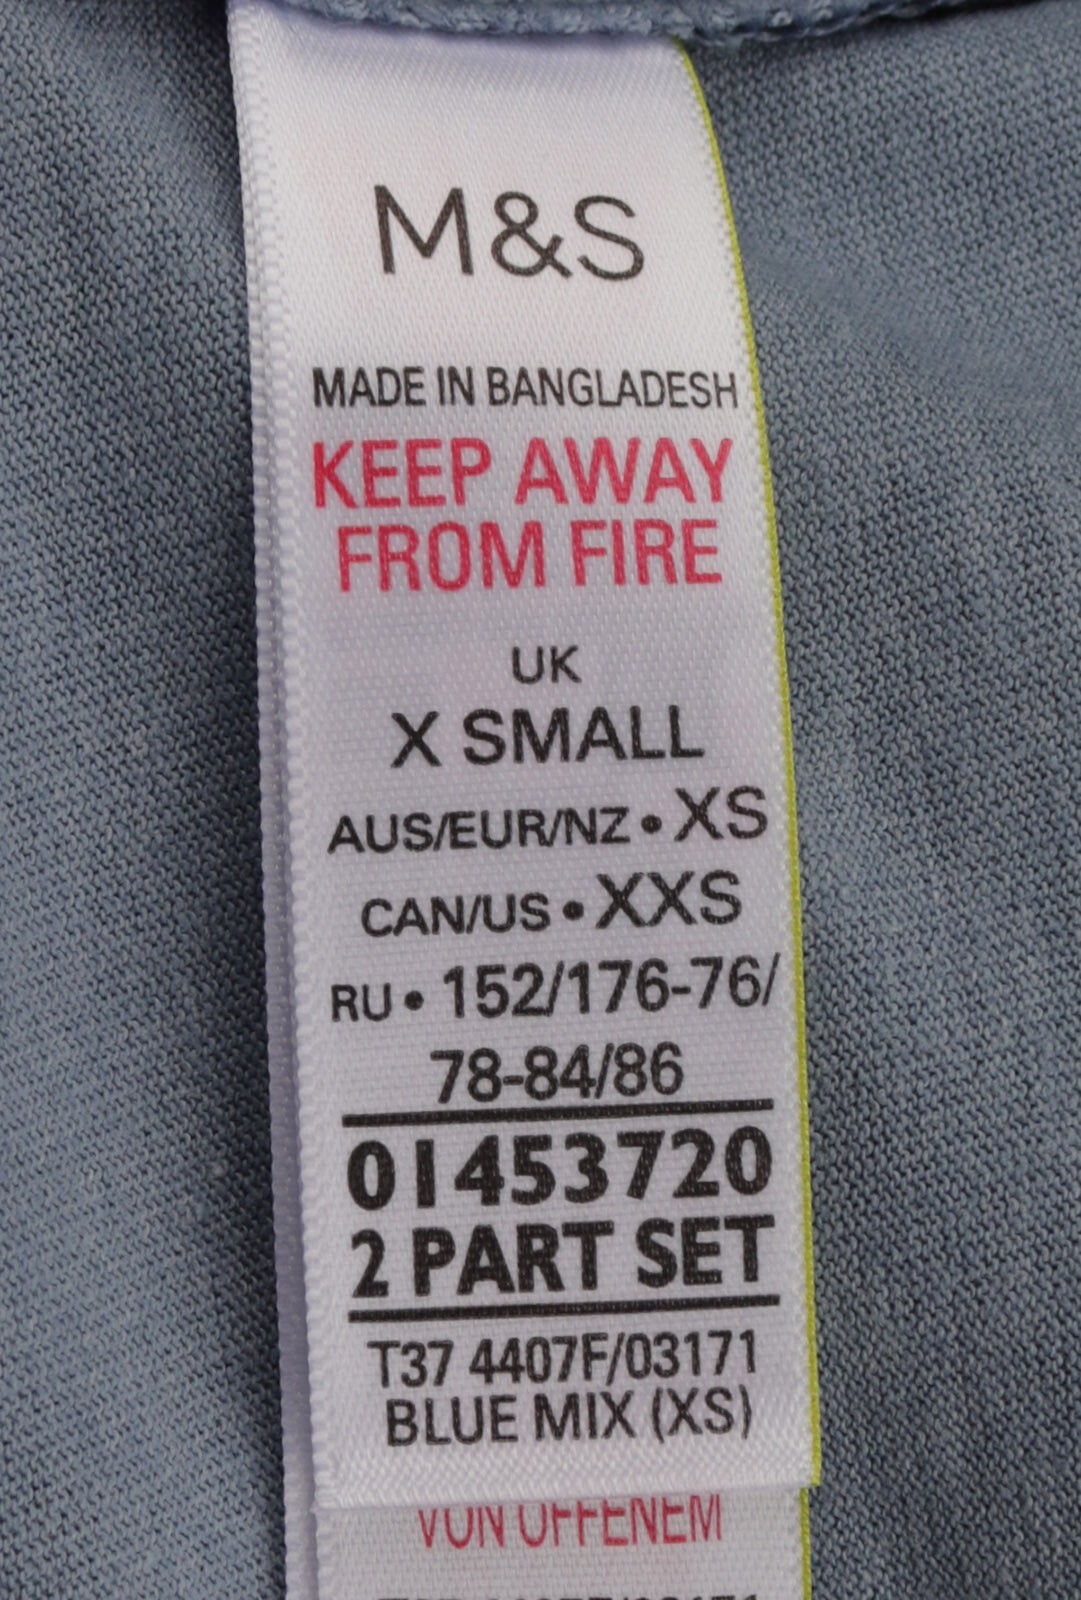 M&S
MADE IN BANGLADESH
KEEP AWAY
FROM FIRE
UK
X SMALL
AUS/EUR/NZ • XS
CAN/US • XXS
RU • 152/176-76/
78-84/86
01453720
2 PART SET
T37 4407F/03171
BLUE MIX (XS)
VON OFFENEM